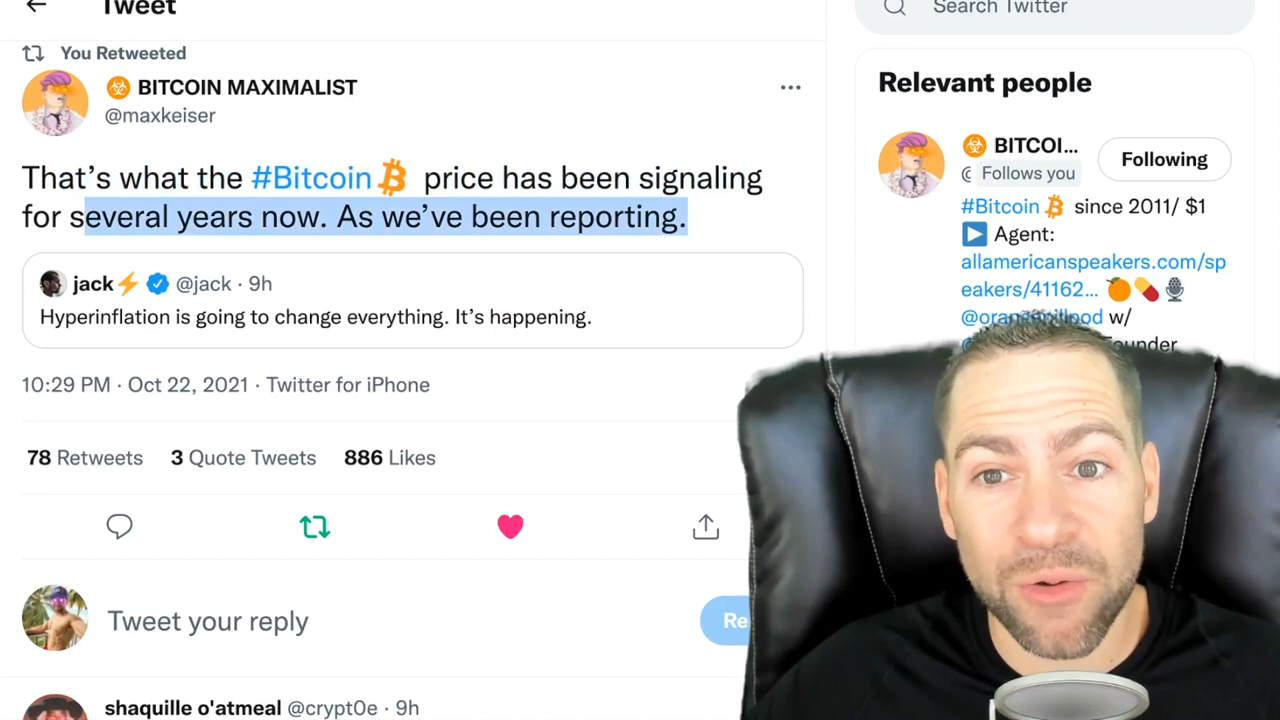 Tweet
Search Twitter
You Retweeted
BITCOIN MAXIMALIST
@maxkeiser
That’s what the #Bitcoin price has been signaling
for several years now. As we’ve been reporting.
jack @jack · 9h
Hyperinflation is going to change everything. It’s happening.
10:29 PM · Oct 22, 2021 · Twitter for iPhone
78 Retweets 3 Quote Tweets 886 Likes
Tweet your reply
Re
shaquille o'atmeal @crypt0e · 9h
Relevant people
BITCOI...
Following
@ Follows you
#Bitcoin since 2011/ $1
Agent:
allamericanspeakers.com/sp
eakers/41162...
w/
Founder